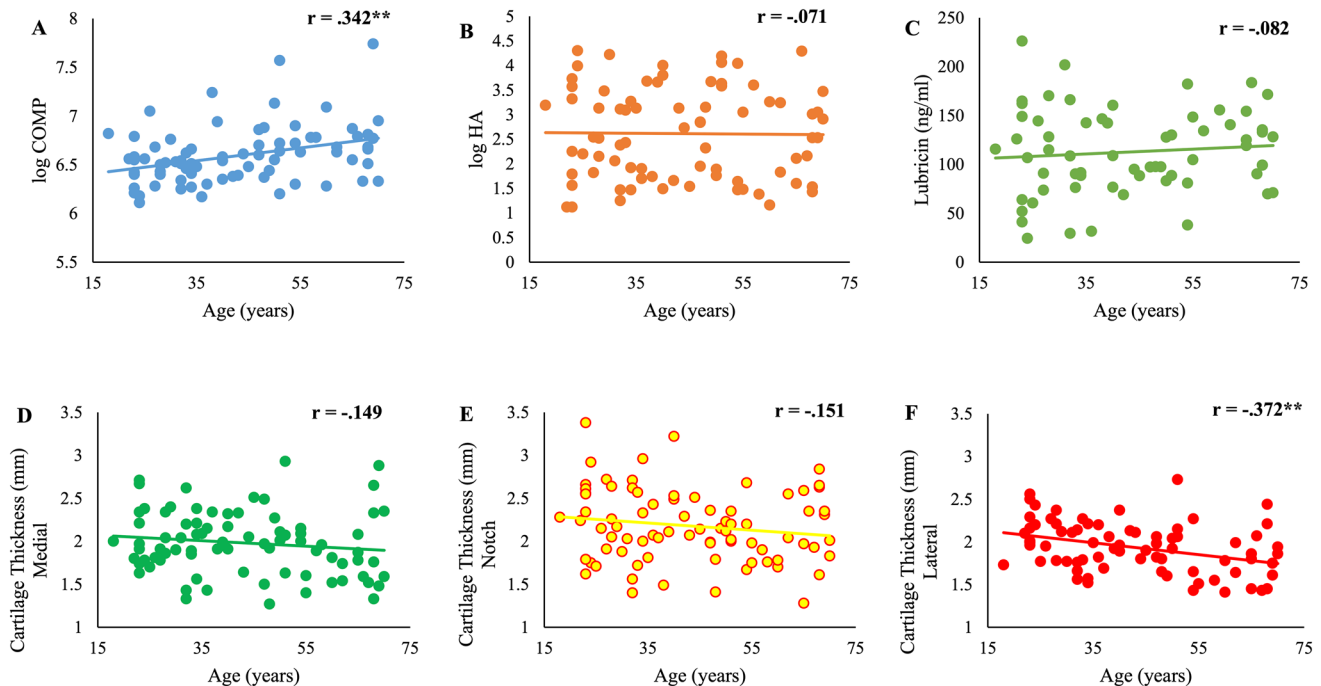 A
r = .342**
log COMP
8
7.5
7
6.5
6
5.5
15 35 55 75
Age (years)
B
r = -.071
log HA
5
4.5
4
3.5
3
2.5
2
1.5
1
0.5
0
15 35 55 75
Age (years)
C
r = -.082
Lubricin (ng/ml)
250
200
150
100
50
0
15 35 55 75
Age (years)
D
r = -.149
Cartilage Thickness (mm)
Medial
3.5
3
2.5
2
1.5
1
15 35 55 75
Age (years)
E
r = -.151
Cartilage Thickness (mm)
Notch
3.5
3
2.5
2
1.5
1
15 35 55 75
Age (years)
F
r = -.372**
Cartilage Thickness (mm)
Lateral
3.5
3
2.5
2
1.5
1
15 35 55 75
Age (years)